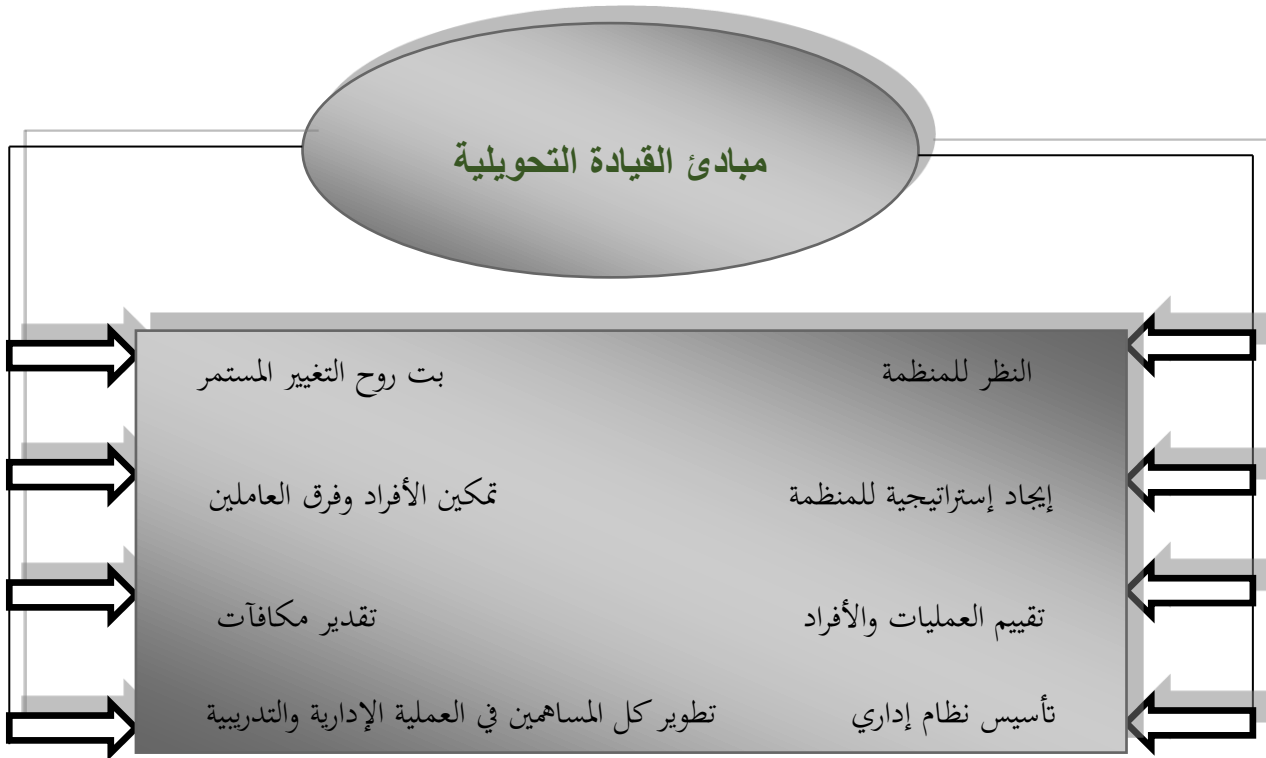 مبادئ القيادة التحويلية
النظر للمنظمة
بت روح التغيير المستمر
إيجاد إستراتيجية للمنظمة
تمكين الأفراد وفرق العاملين
تقييم العمليات والأفراد
تقدير مكافآت
تأسيس نظام إداري
تطوير كل المساهمين في العملية الإدارية والتدريبية